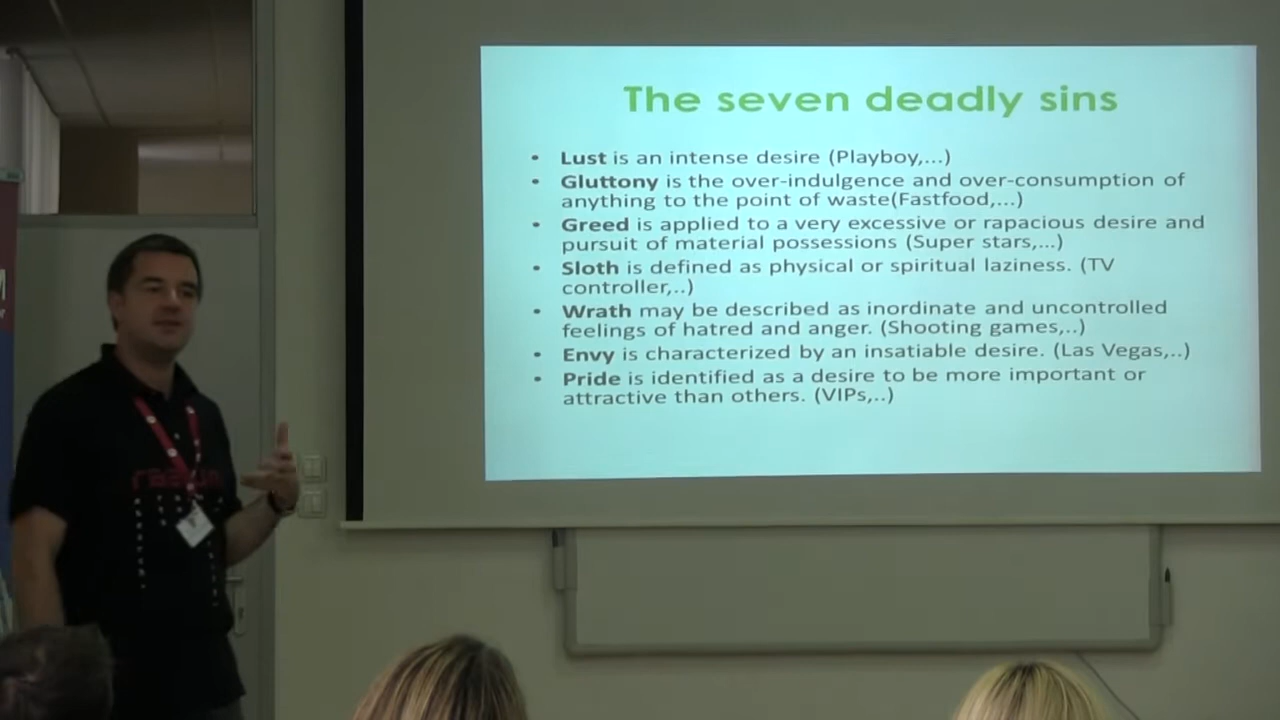 The seven deadly sins
• Lust is an intense desire (Playboy,...)
• Gluttony is the over-indulgence and over-consumption of
anything to the point of waste(Fastfood,...)
• Greed is applied to a very excessive or rapacious desire and
pursuit of material possessions (Super stars,...)
• Sloth is defined as physical or spiritual laziness. (TV
controller,..)
• Wrath may be described as inordinate and uncontrolled
feelings of hatred and anger. (Shooting games,..)
• Envy is characterized by an insatiable desire. (Las Vegas,..)
• Pride is identified as a desire to be more important or
attractive than others. (VIPs,..)